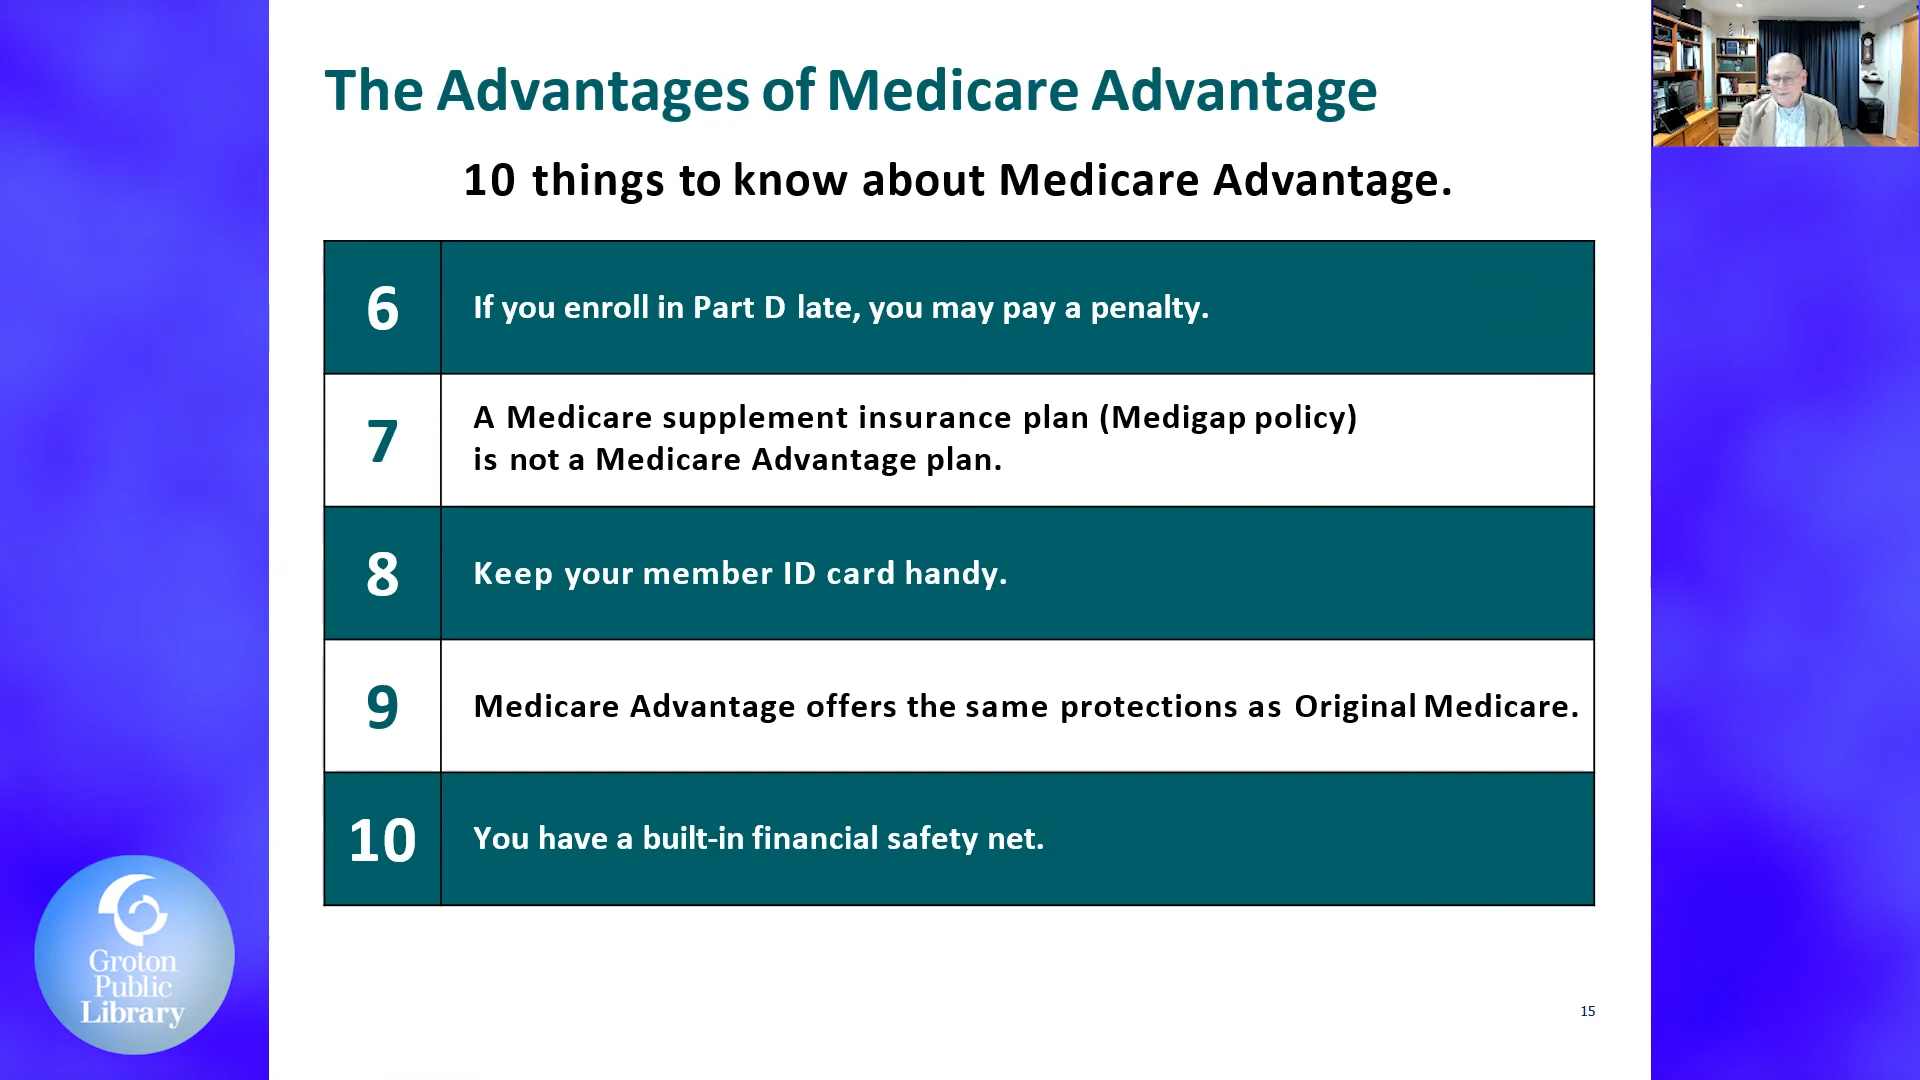 The Advantages of Medicare Advantage
10 things to know about Medicare Advantage.
6 If you enroll in Part D late, you may pay a penalty.
7 A Medicare supplement insurance plan (Medigap policy)
is not a Medicare Advantage plan.
8 Keep your member ID card handy.
9 Medicare Advantage offers the same protections as Original Medicare.
10 You have a built-in financial safety net.
Groton
Public
Library
15